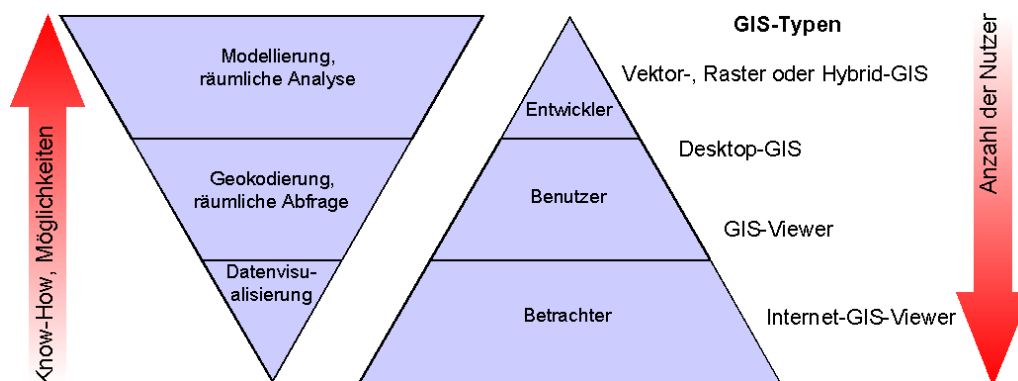 Know-How, Möglichkeiten
Modellierung,
räumliche Analyse
Geokodierung,
räumliche Abfrage
Datenvisu-
alisierung
Entwickler
Benutzer
Betrachter
GIS-Typen
Vektor-, Raster oder Hybrid-GIS
Desktop-GIS
GIS-Viewer
Internet-GIS-Viewer
Anzahl der Nutzer